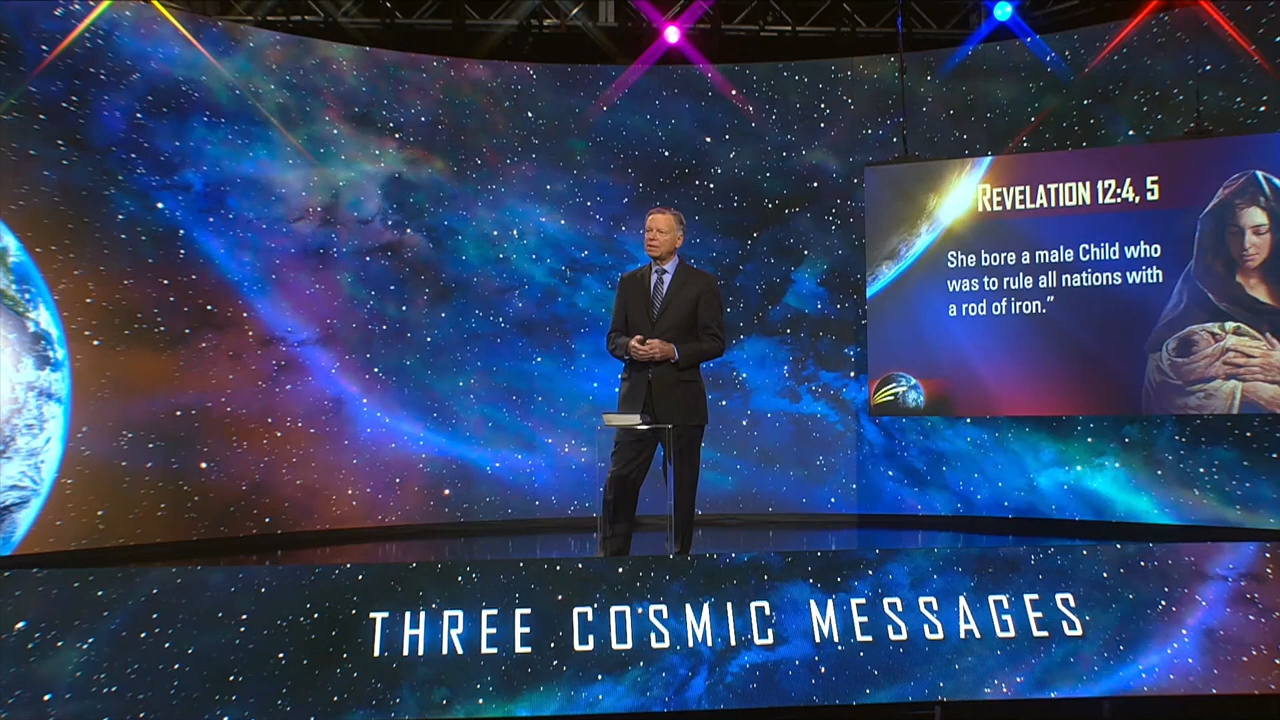 REVELATION 12:4, 5
She bore a male Child who
was to rule all nations with
a rod of iron.”
THREE COSMIC MESSAGES